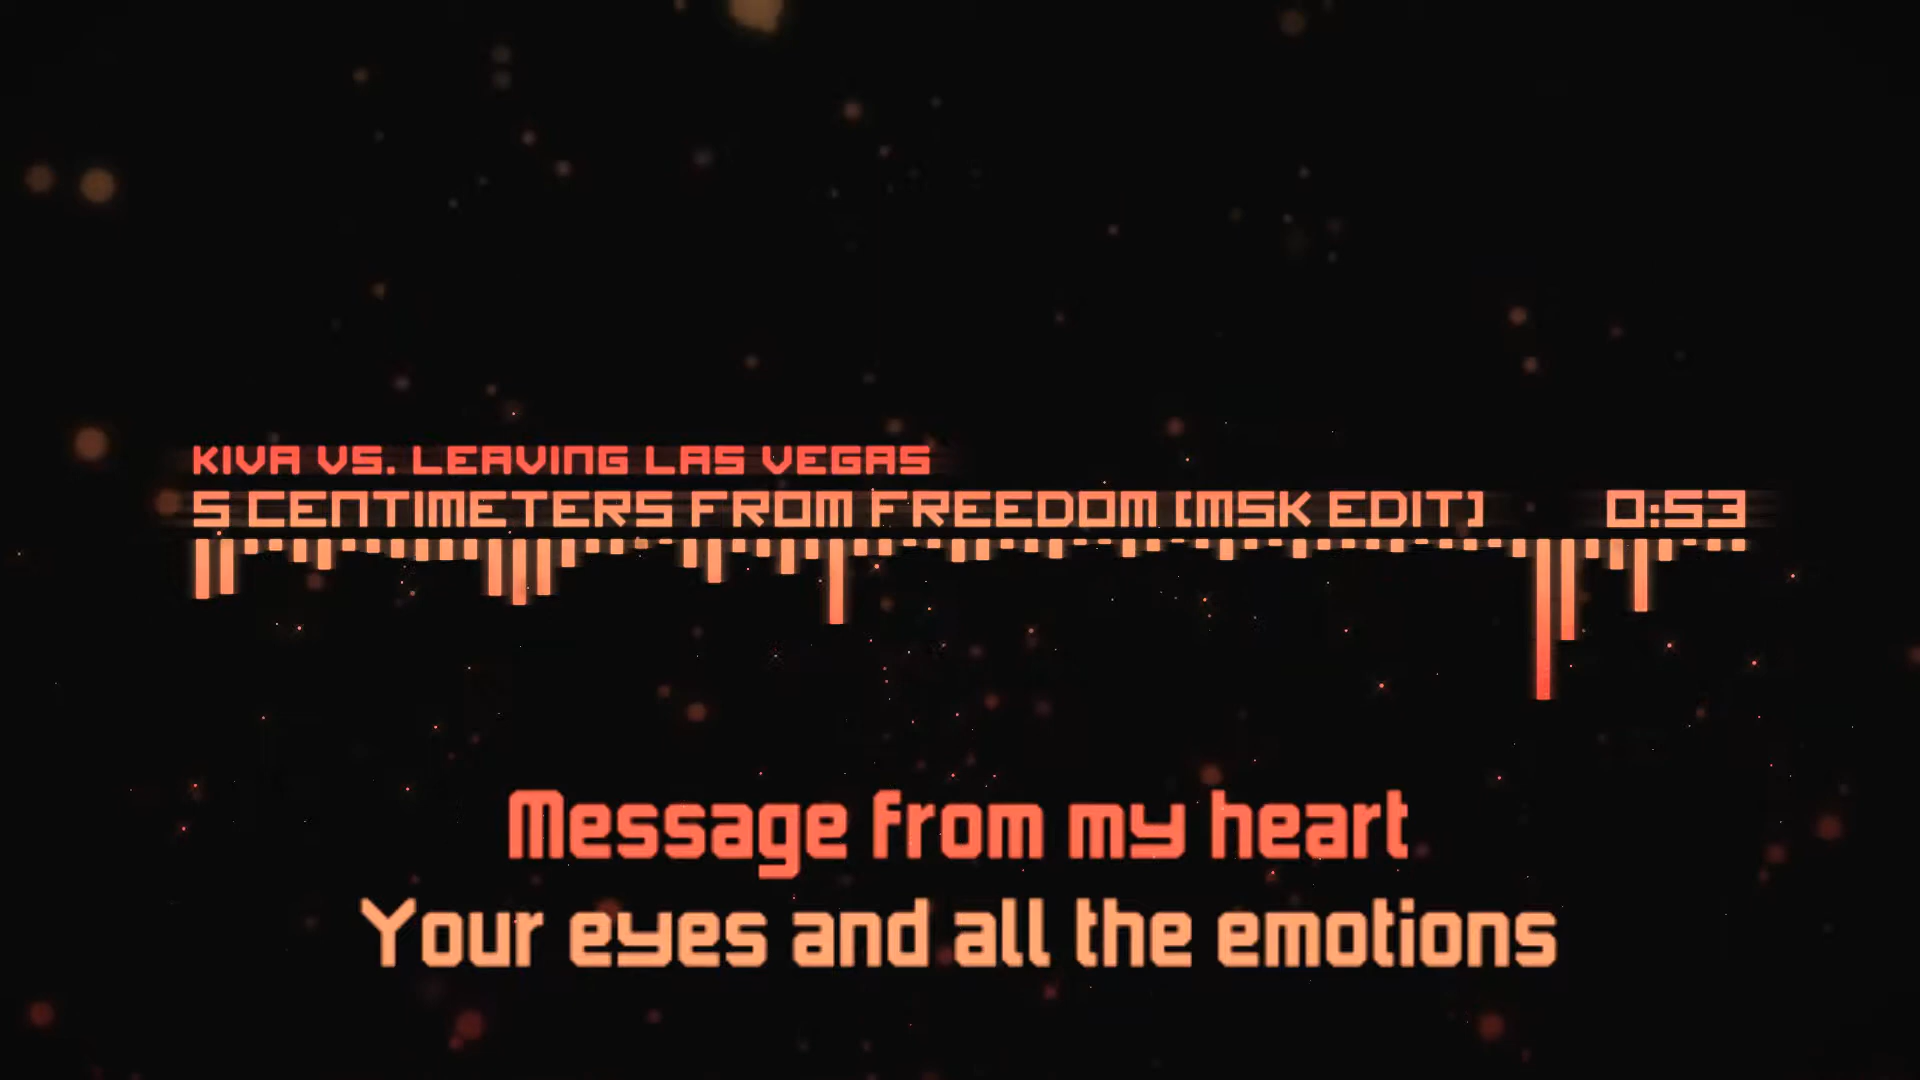 KIVA VS. LEAVING LAS VEGAS
5 CENTIMETERS FROM FREEDOM [MSK EDIT] 0:53
Message from my heart
Your eyes and all the emotions